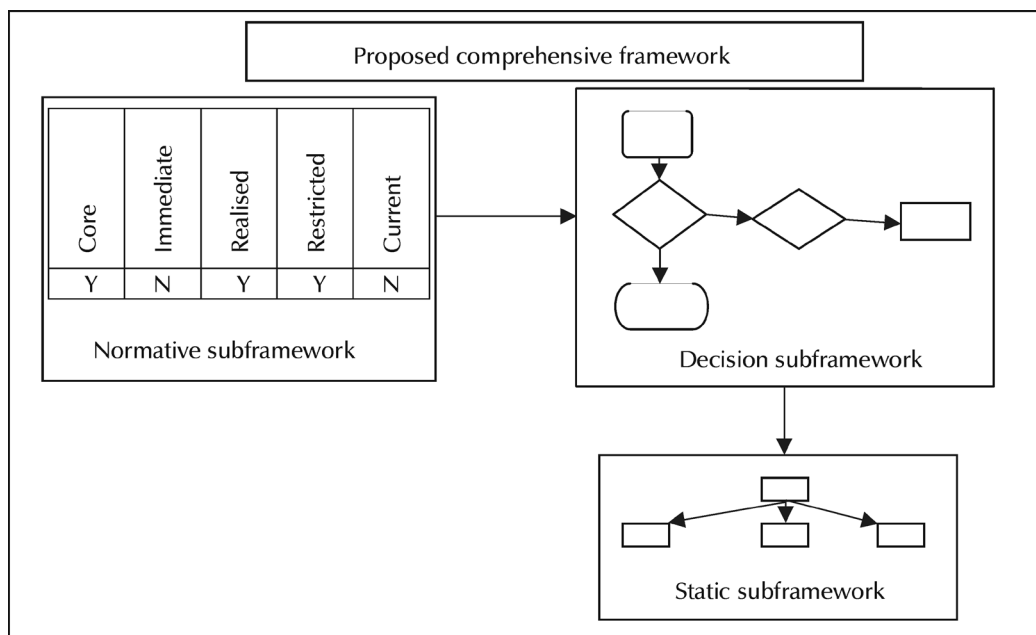 Proposed comprehensive framework
Core Immediate Realised Restricted Current
Y N Y Y N
Normative subframework
Decision subframework
Static subframework